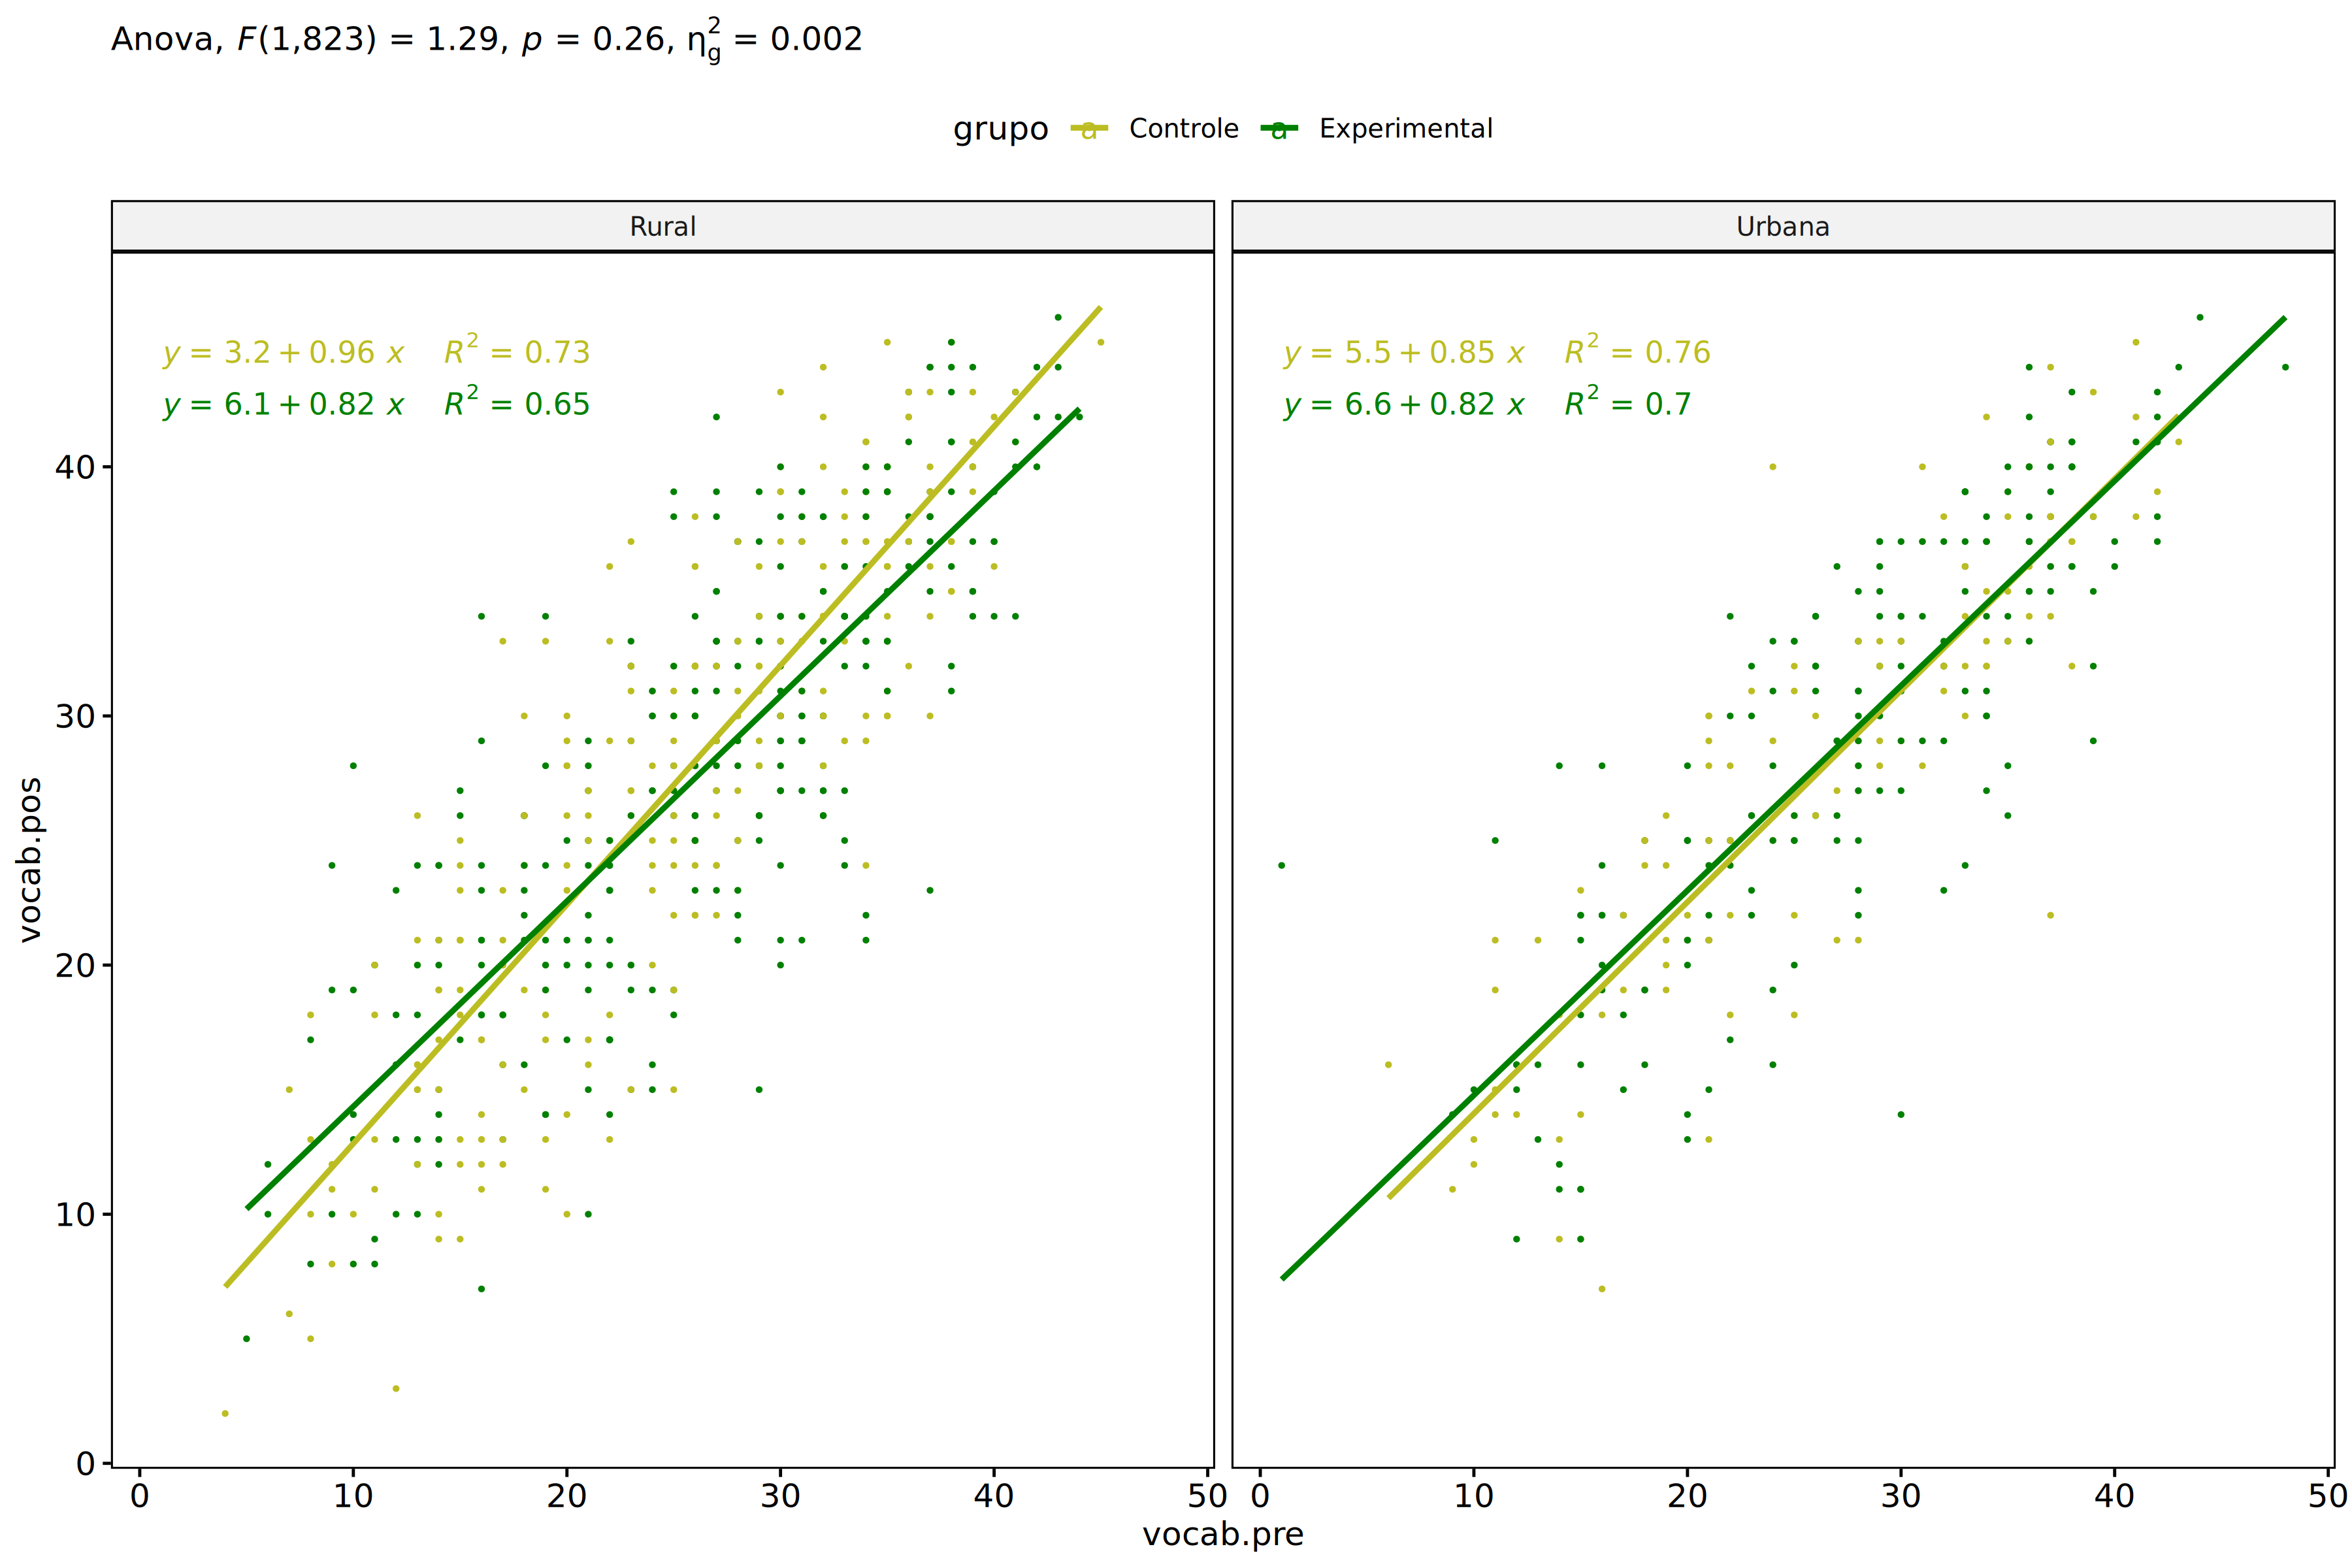 Anova, F(1,823) = 1.29, p = 0.26, η²g = 0.002
grupo a Controle a Experimental
Rural
Urbana
y = 3.2 + 0.96 x R² = 0.73
y = 6.1 + 0.82 x R² = 0.65
y = 5.5 + 0.85 x R² = 0.76
y = 6.6 + 0.82 x R² = 0.7
vocab.pos
40
30
20
10
0
0 10 20 30 40 50
0 10 20 30 40 50
vocab.pre